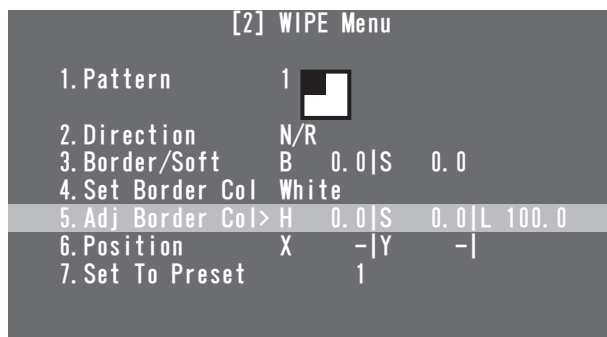 [2] WIPE Menu
1.Pattern 1
2.Direction N/R
3.Border/Soft B 0.0|S 0.0
4.Set Border Col White
5.Adj Border Col> H 0.0|S 0.0|L 100.0
6.Position X -|Y -|
7.Set To Preset 1